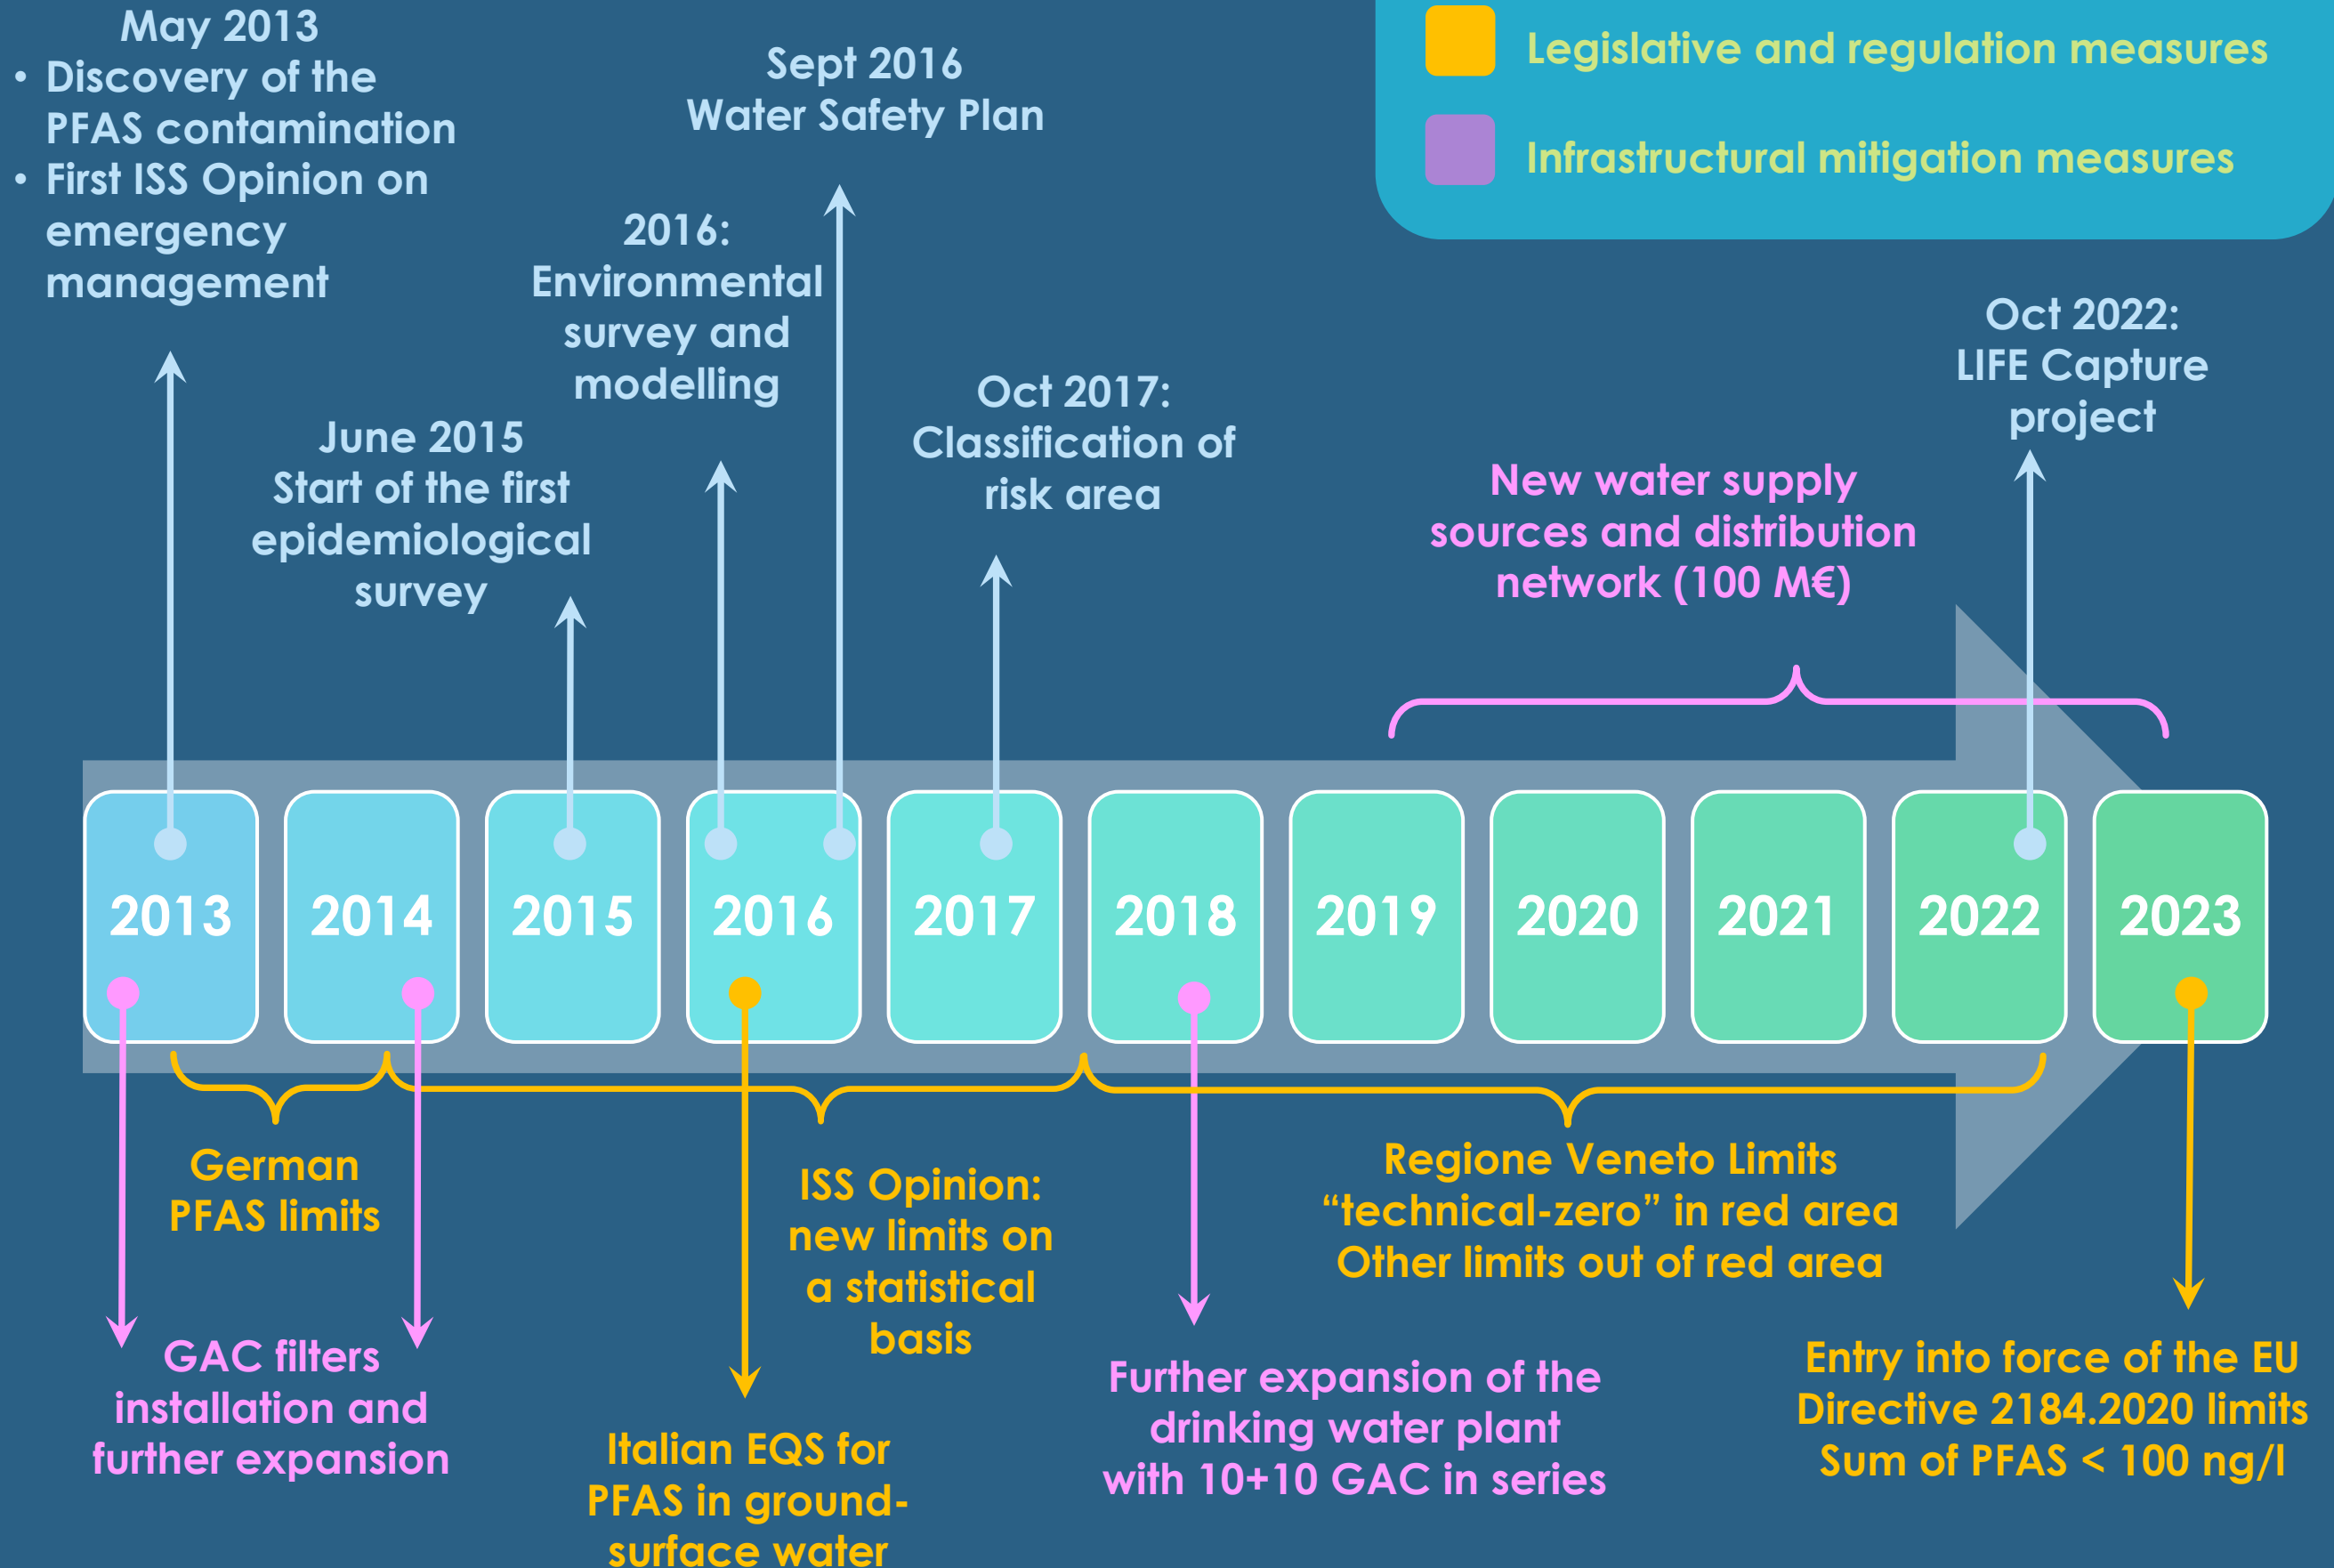 May 2013
• Discovery of the
PFAS contamination
• First ISS Opinion on
emergency
management
Sept 2016
Water Safety Plan
Legislative and regulation measures
Infrastructural mitigation measures
2016:
Environmental
survey and
modelling
June 2015
Start of the first
epidemiological
survey
Oct 2017:
Classification of
risk area
Oct 2022:
LIFE Capture
project
New water supply
sources and distribution
network (100 M€)
2013
2014
2015
2016
2017
2018
2019
2020
2021
2022
2023
German
PFAS limits
ISS Opinion:
new limits on
a statistical
basis
Regione Veneto Limits
“technical-zero” in red area
Other limits out of red area
GAC filters
installation and
further expansion
Italian EQS for
PFAS in ground-
surface water
Further expansion of the
drinking water plant
with 10+10 GAC in series
Entry into force of the EU
Directive 2184.2020 limits
Sum of PFAS < 100 ng/l